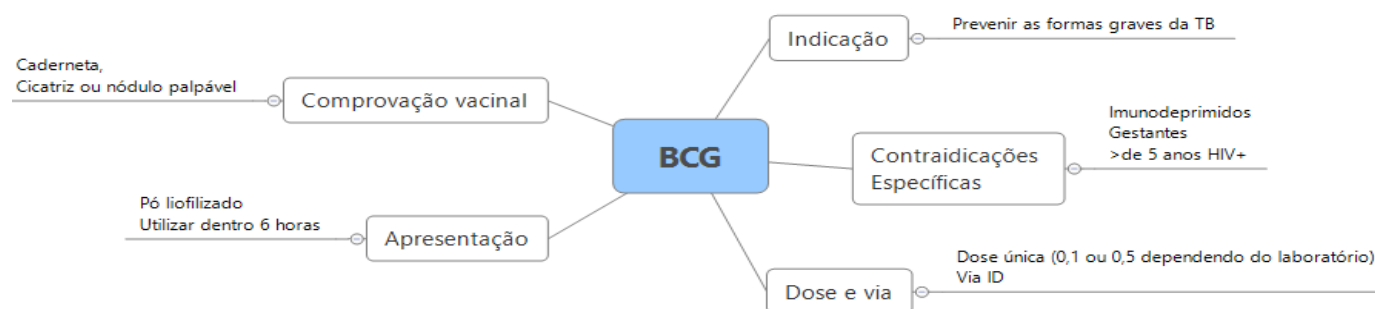 BCG
Indicação
Prevenir as formas graves da TB
Contraidicações
Específicas
Imunodeprimidos
Gestantes
>de 5 anos HIV+
Dose e via
Dose única (0,1 ou 0,5 dependendo do laboratório)
Via ID
Comprovação vacinal
Caderneta,
Cicatriz ou nódulo palpável
Apresentação
Pó liofilizado
Utilizar dentro 6 horas